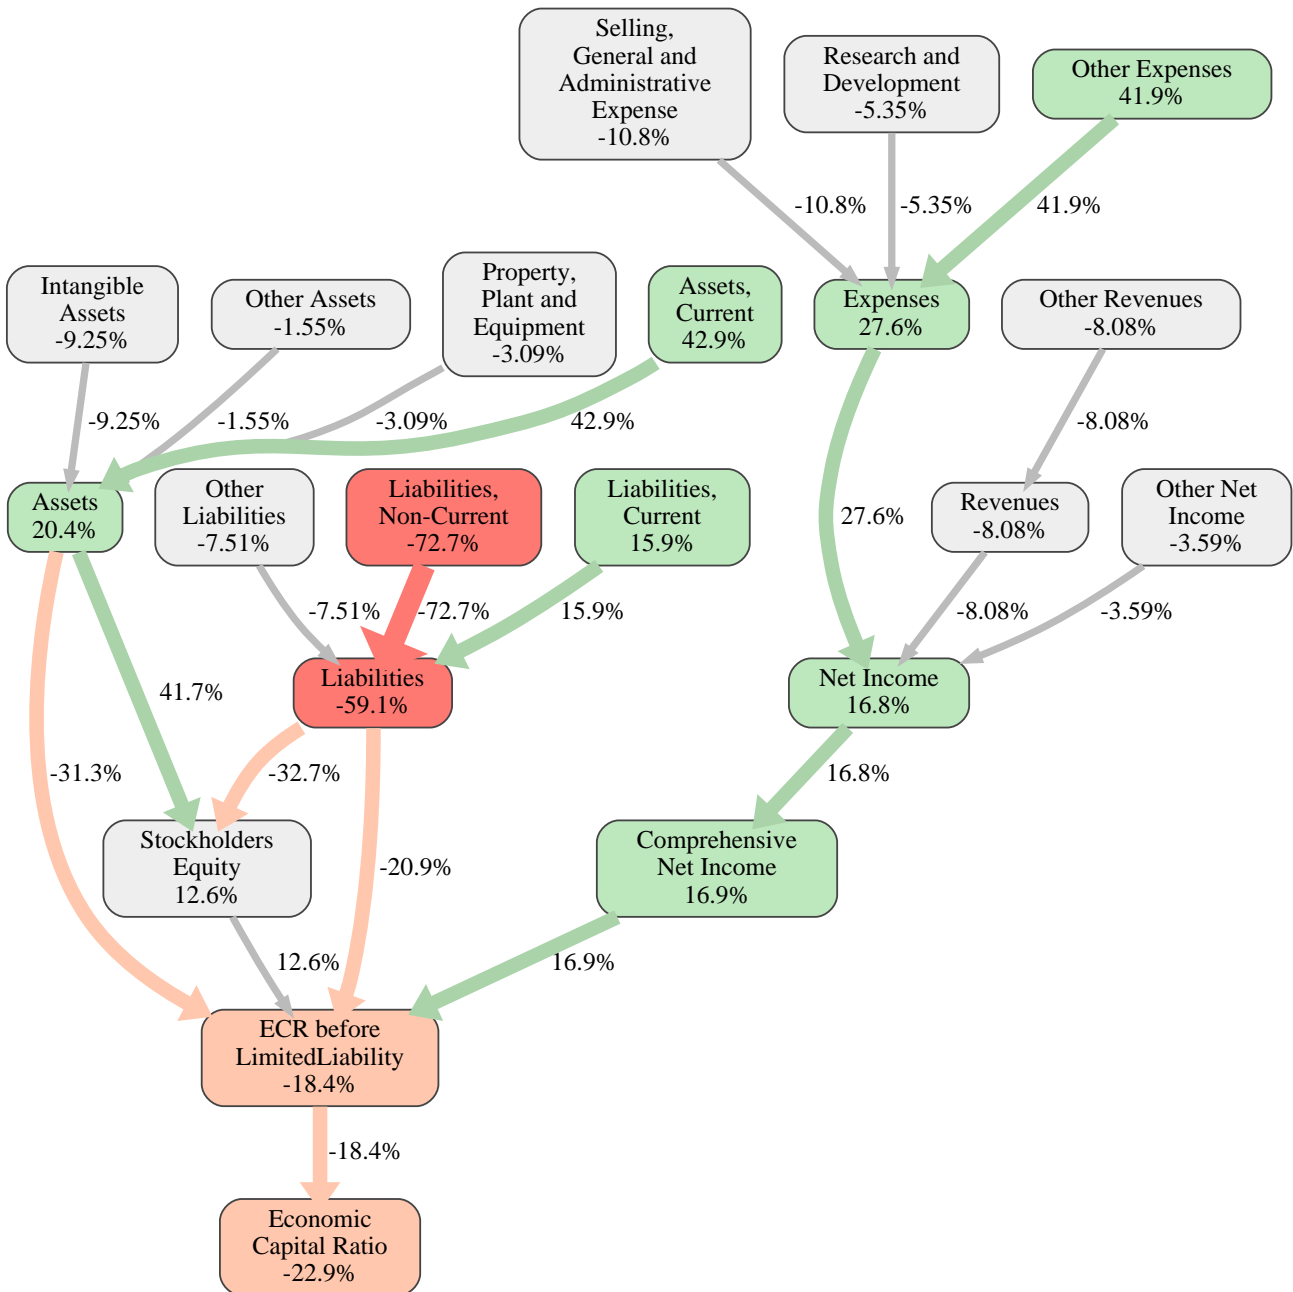 Selling,
General and
Administrative
Expense
-10.8%
Research and
Development
-5.35%
Other Expenses
41.9%
-10.8%
-5.35%
41.9%
Intangible
Assets
-9.25%
Other Assets
-1.55%
Property,
Plant and
Equipment
-3.09%
Assets,
Current
42.9%
Expenses
27.6%
Other Revenues
-8.08%
-9.25%
-1.55%
-3.09%
42.9%
-8.08%
Assets
20.4%
Other
Liabilities
-7.51%
Liabilities,
Non-Current
-72.7%
Liabilities,
Current
15.9%
27.6%
Revenues
-8.08%
Other Net
Income
-3.59%
-7.51%
-72.7%
15.9%
-8.08%
-3.59%
Liabilities
-59.1%
Net Income
16.8%
41.7%
-31.3%
-32.7%
16.8%
Stockholders
Equity
12.6%
-20.9%
Comprehensive
Net Income
16.9%
12.6%
16.9%
ECR before
LimitedLiability
-18.4%
-18.4%
Economic
Capital Ratio
-22.9%